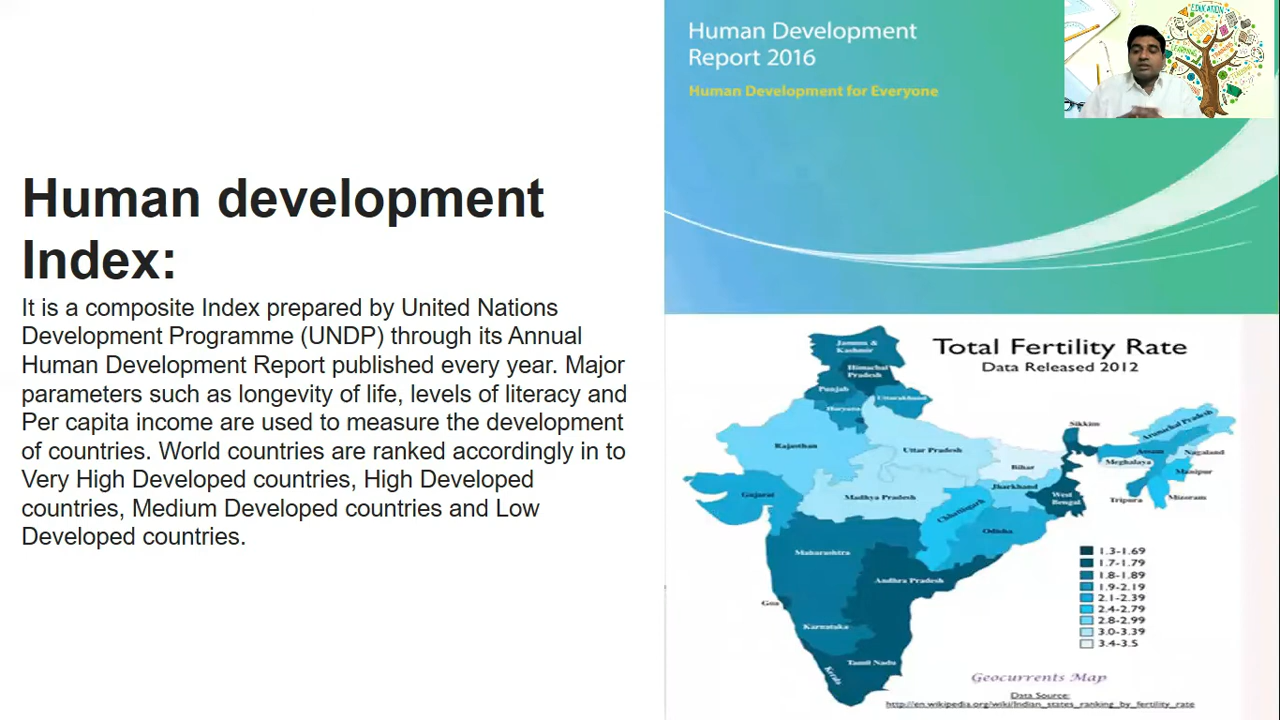 Human development
Index:
It is a composite Index prepared by United Nations
Development Programme (UNDP) through its Annual
Human Development Report published every year. Major
parameters such as longevity of life, levels of literacy and
Per capita income are used to measure the development
of countries. World countries are ranked accordingly in to
Very High Developed countries, High Developed
countries, Medium Developed countries and Low
Developed countries.
Human Development
Report 2016
Human Development for Everyone
EDUCATION
Total Fertility Rate
Data Released 2012
Jammu &
Kashmir
Himachal
Pradesh
Punjab
Uttarakhand
Haryana
Rajasthan
Uttar Pradesh
Sikkim
Arunachal Pradesh
Assam
Nagaland
Meghalaya
Manipur
Bihar
Jharkhand
Gujarat
Madhya Pradesh
West
Bengal
Tripura
Mizoram
Chhattisgarh
Odisha
Maharashtra
Andhra Pradesh
Goa
Karnataka
Tamil Nadu
Kerala
1.3-1.69
1.7-1.79
1.8-1.89
1.9-2.19
2.1-2.39
2.4-2.79
2.8-2.99
3.0-3.39
3.4-3.5
Geocurrents Map
Data Source:
http://en.wikipedia.org/wiki/Indian_states_ranking_by_fertility_rate